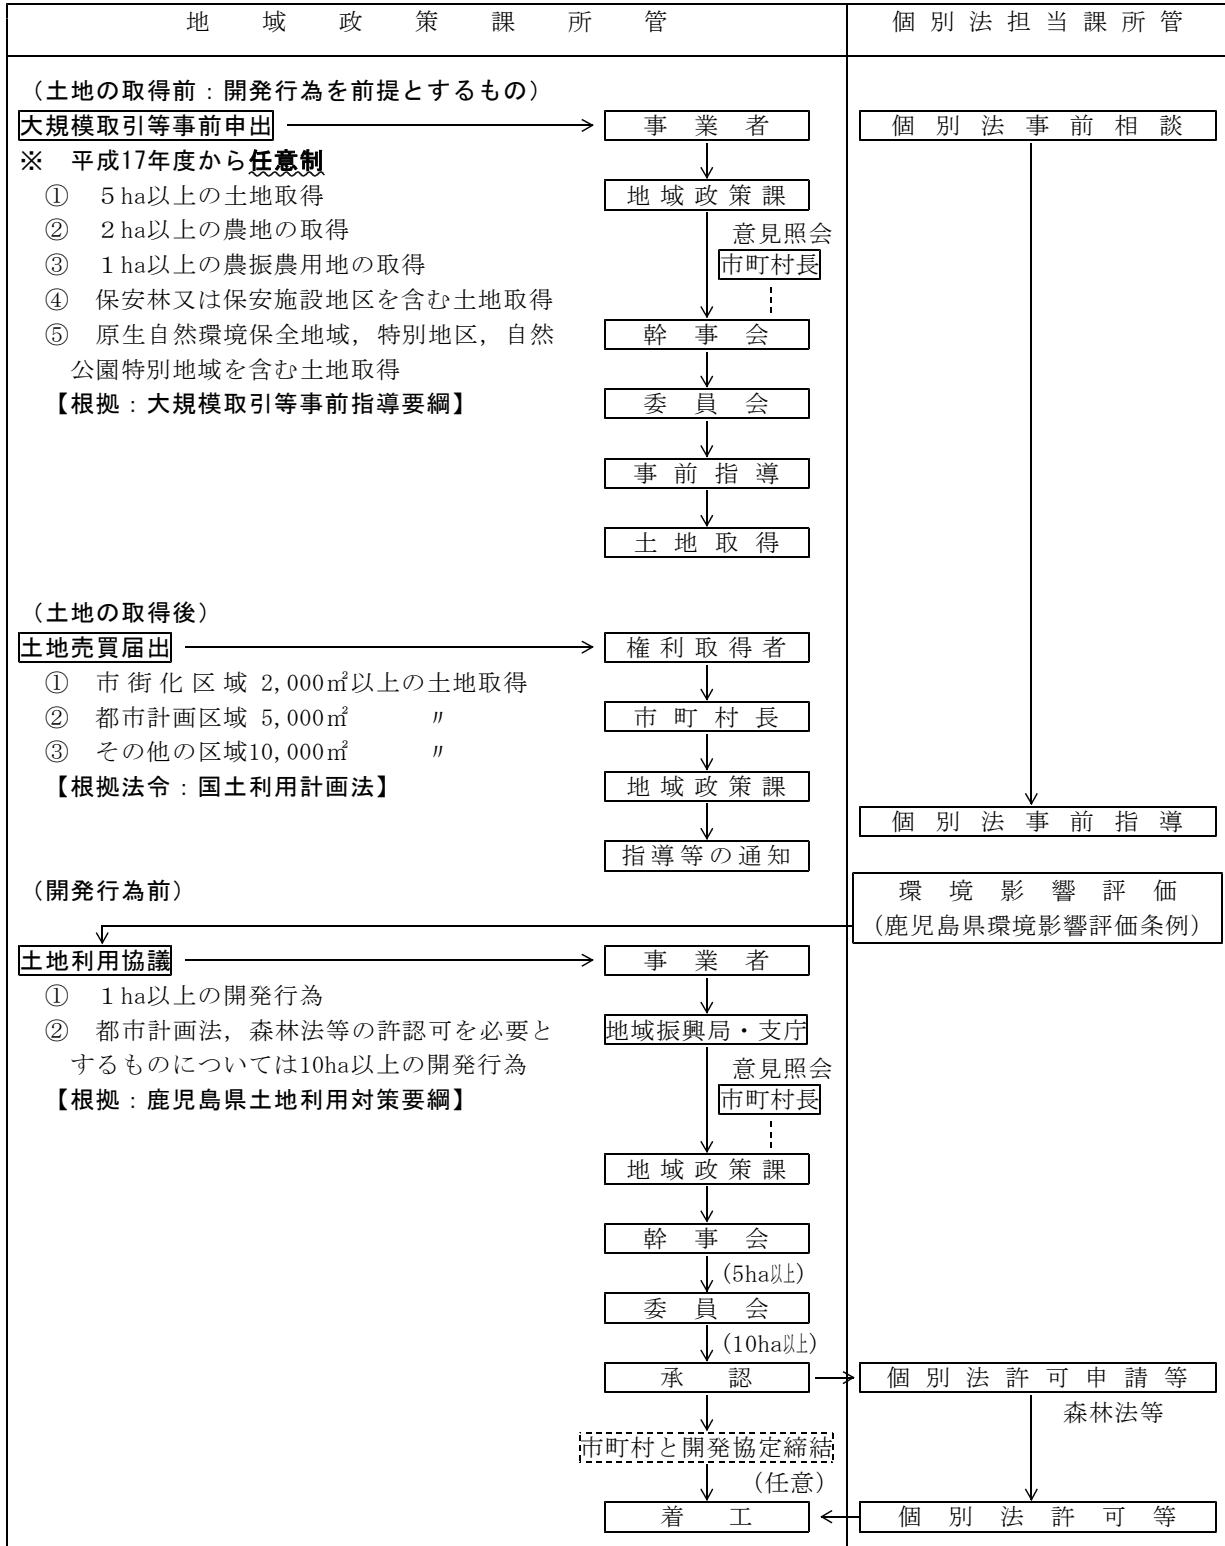 地域政策課所管
個別法担当課所管
（土地の取得前：開発行為を前提とするもの）
大規模取引等事前申出
事業者
個別法事前相談
※　平成17年度から任意制
①　５ha以上の土地取得
地域政策課
②　２ha以上の農地の取得
意見照会
③　１ha以上の農振農用地の取得
市町村長
④　保安林又は保安施設地区を含む土地取得
⑤　原生自然環境保全地域，特別地区，自然
幹事会
公園特別地域を含む土地取得
【根拠：大規模取引等事前指導要綱】
委員会
事前指導
土地取得
（土地の取得後）
土地売買届出
権利取得者
①　市街化区域 2,000㎡以上の土地取得
②　都市計画区域 5,000㎡　　〃
市町村長
③　その他の区域10,000㎡　　〃
【根拠法令：国土利用計画法】
地域政策課
個別法事前指導
指導等の通知
（開発行為前）
環境影響評価
（鹿児島県環境影響評価条例）
土地利用協議
事業者
①　１ha以上の開発行為
②　都市計画法，森林法等の許認可を必要と
地域振興局・支庁
するものについては10ha以上の開発行為
意見照会
【根拠：鹿児島県土地利用対策要綱】
市町村長
地域政策課
幹事会
（5ha以上）
委員会
（10ha以上）
承認
個別法許可申請等
森林法等
市町村と開発協定締結
（任意）
着工
個別法許可等